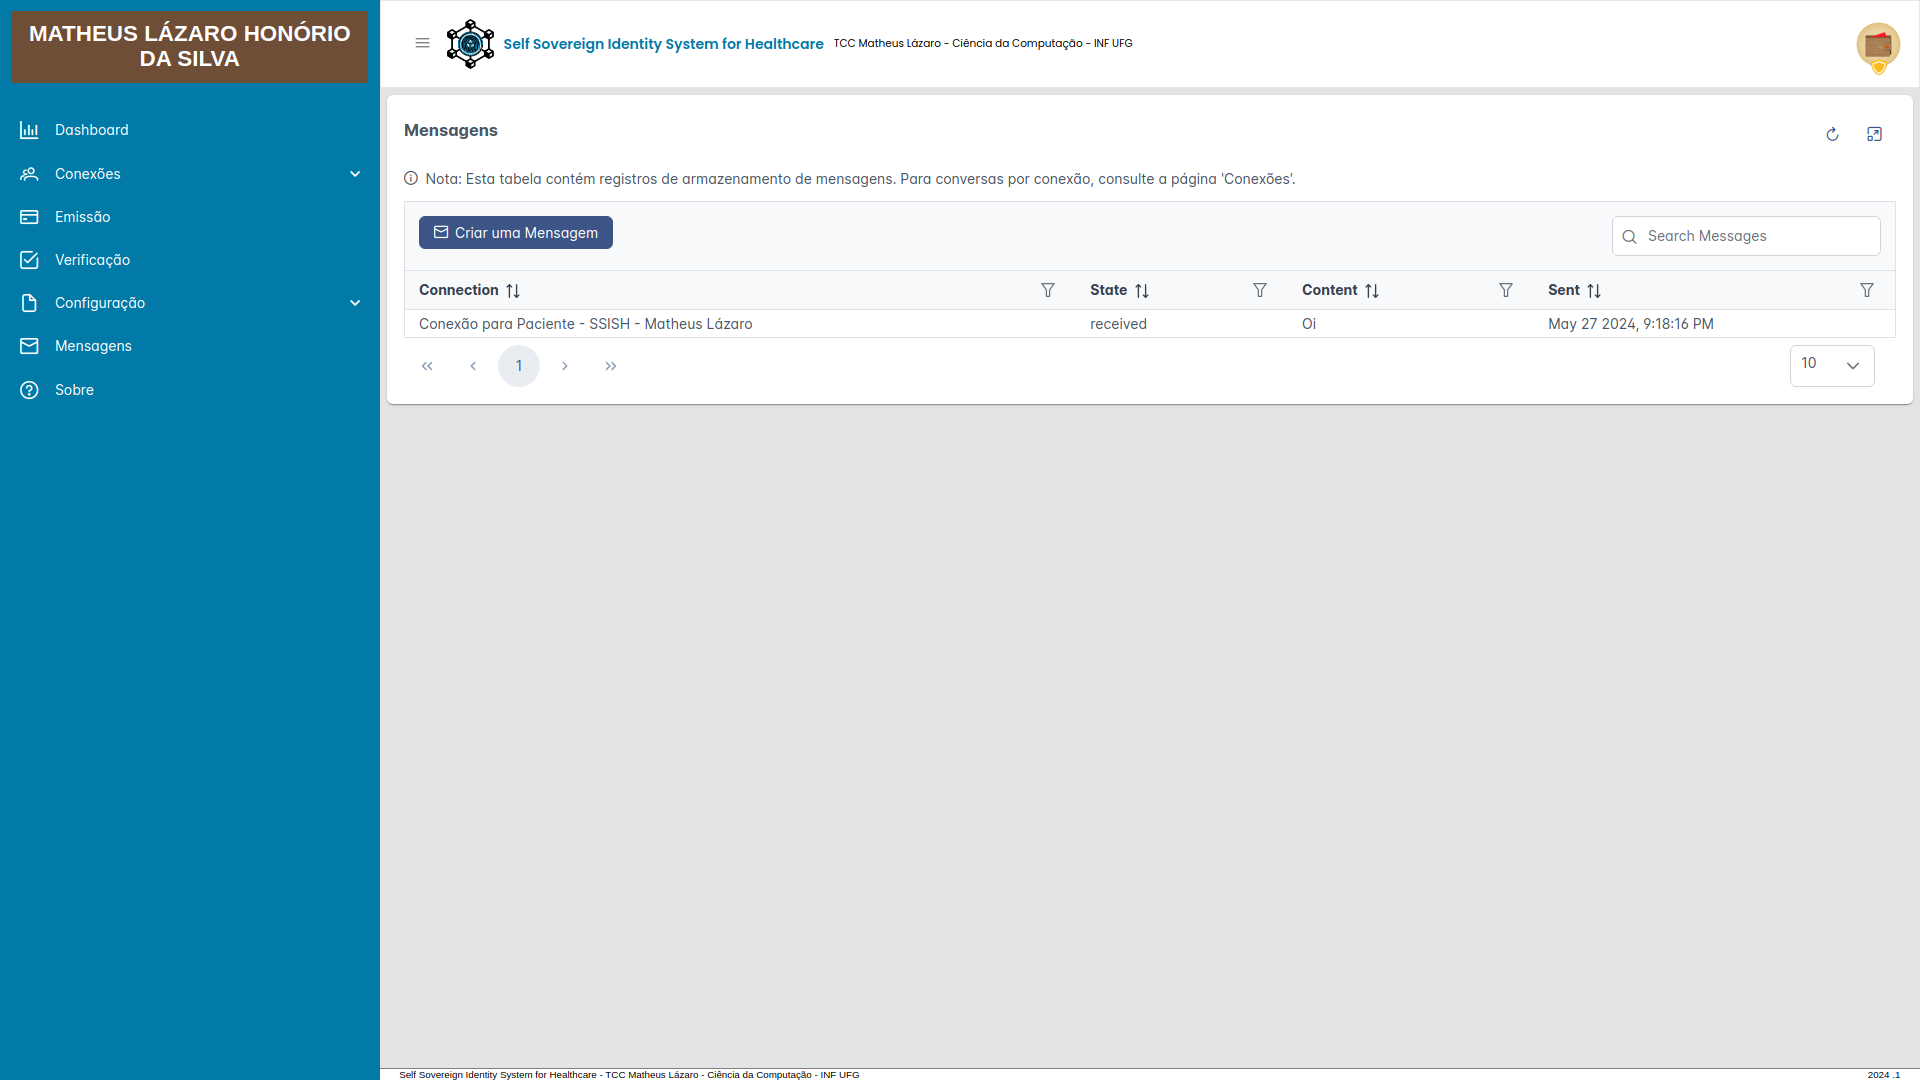 MATHEUS LÁZARO HONÓRIO
DA SILVA
Dashboard
Conexões
Emissão
Verificação
Configuração
Mensagens
Sobre
Self Sovereign Identity System for Healthcare TCC Matheus Lázaro - Ciência da Computação - INF UFG
Mensagens
Nota: Esta tabela contém registros de armazenamento de mensagens. Para conversas por conexão, consulte a página 'Conexões'.
Criar uma Mensagem
Search Messages
Connection State Content Sent
Conexão para Paciente - SSISH - Matheus Lázaro received Oi May 27 2024, 9:18:16 PM
1
10
Self Sovereign Identity System for Healthcare - TCC Matheus Lázaro - Ciência da Computação - INF UFG 2024 .1